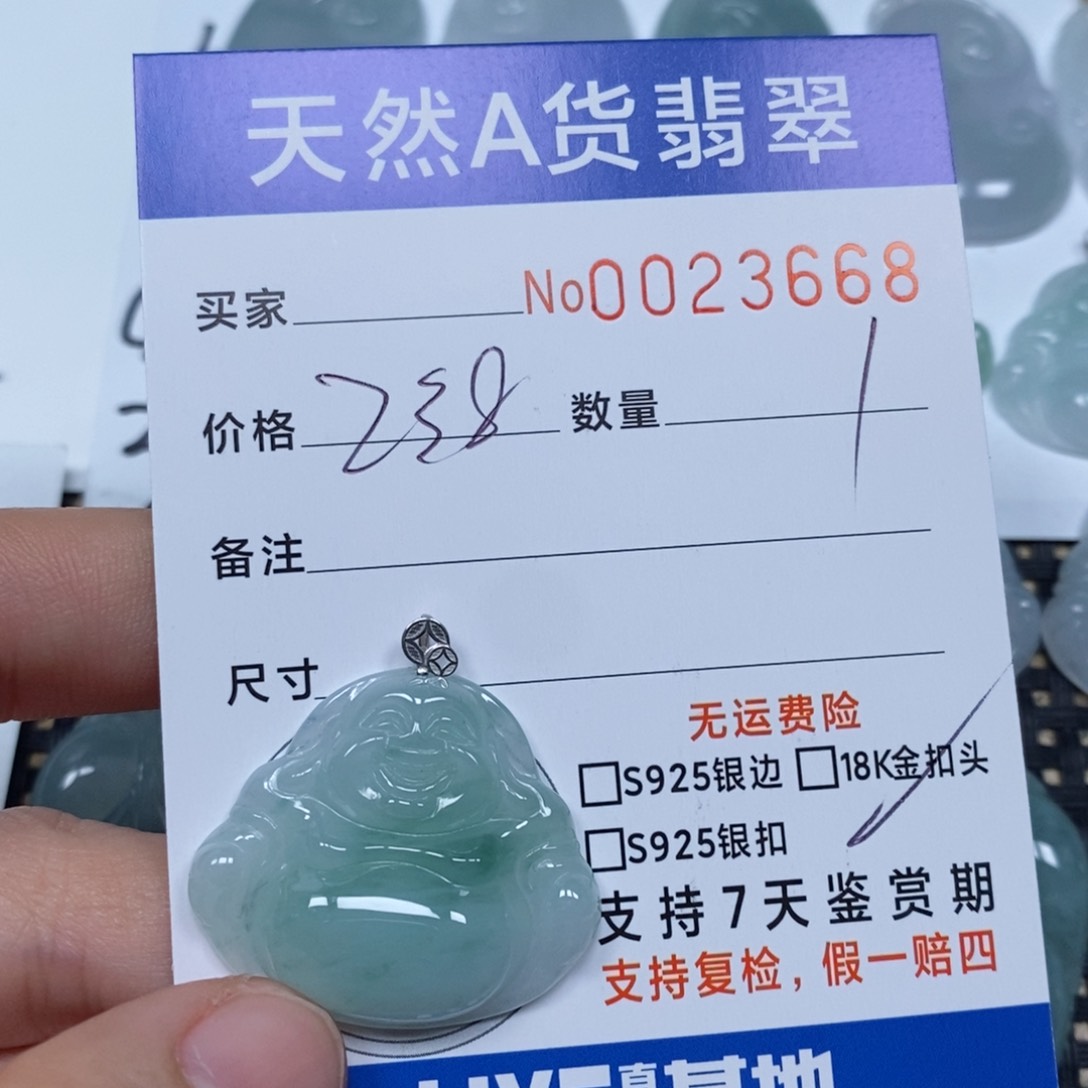 天然A货翡翠
买家 No0023668
价格 238 数量 1
备注
尺寸
无运费险
□S925银边 □18K金扣头
□S925银扣
支持7天鉴赏期
支持复检，假一赔四
基地